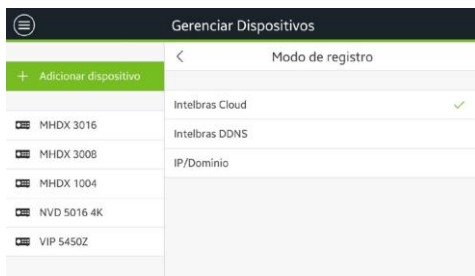 Gerenciar Dispositivos
Modo de registro
+ Adicionar dispositivo
Intelbras Cloud
Intelbras DDNS
IP/Domínio
MHDX 3016
MHDX 3008
MHDX 1004
NVD 5016 4K
VIP 5450Z